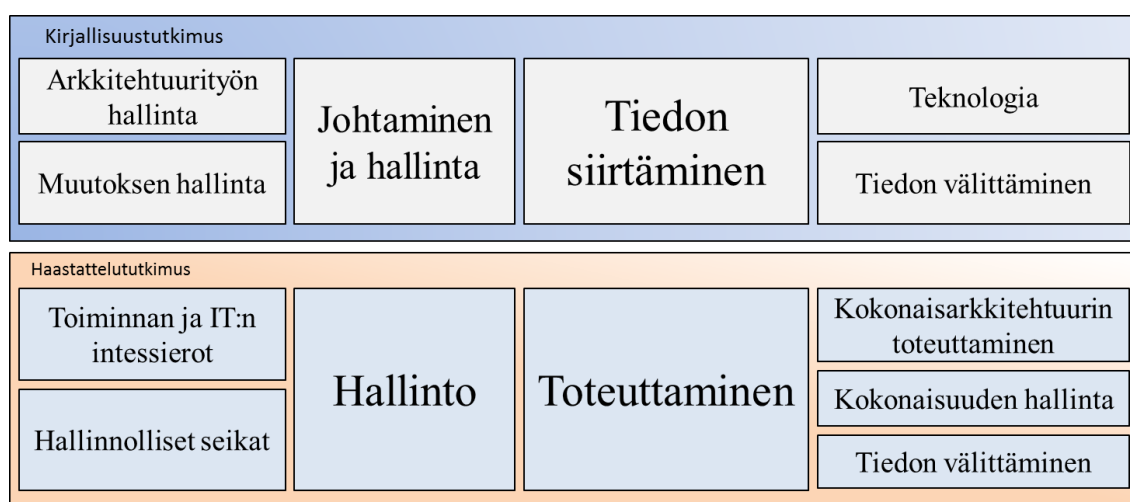 Kirjallisuustutkimus
Arkkitehtuurityön
hallinta
Muutoksen hallinta
Johtaminen
ja hallinta
Tiedon
siirtäminen
Teknologia
Tiedon välittäminen
Haastattelututkimus
Toiminnan ja IT:n
intessierot
Hallinnolliset seikat
Hallinto
Toteuttaminen
Kokonaisarkkitehtuurin
toteuttaminen
Kokonaisuuden hallinta
Tiedon välittäminen